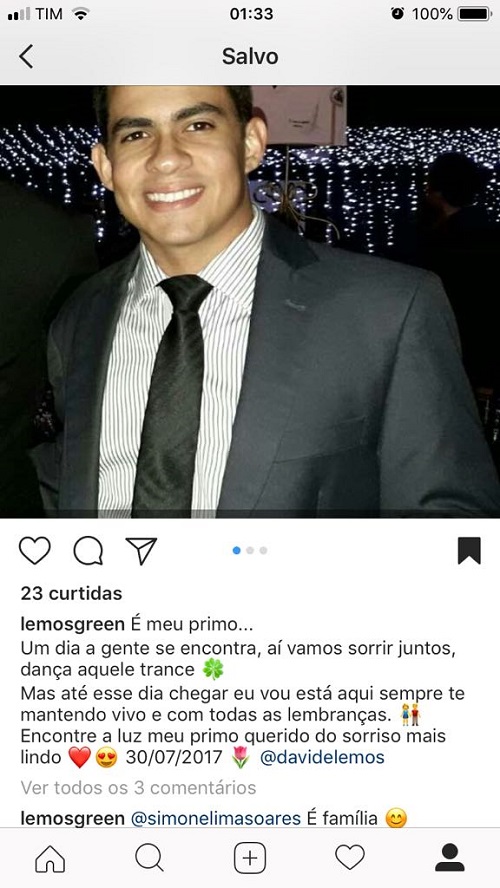 TIM 01:33 100%
Salvo
23 curtidas
lemosgreen É meu primo...
Um dia a gente se encontra, aí vamos sorrir juntos,
dança aquele trance 🍀
Mas até esse dia chegar eu vou está aqui sempre te
mantendo vivo e com todas as lembranças. 👫
Encontre a luz meu primo querido do sorriso mais
lindo ❤️😍 30/07/2017 🌷 @davidelemos
Ver todos os 3 comentários
lemosgreen @simonelimasoares É família 😊